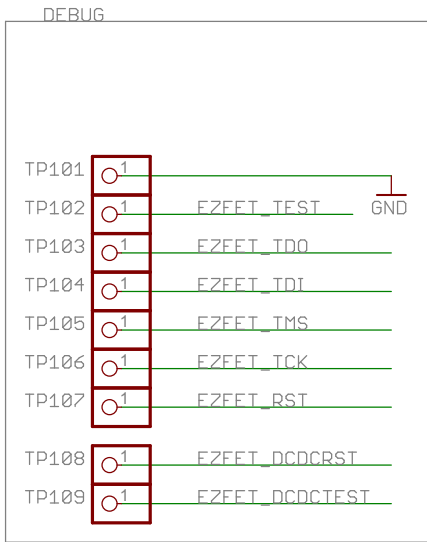 DEBUG
TP101 1
TP102 1 EZFET_TEST GND
TP103 1 EZFET_TDO
TP104 1 EZFET_TDI
TP105 1 EZFET_TMS
TP106 1 EZFET_TCK
TP107 1 EZFET_RST
TP108 1 EZFET_DCDCRST
TP109 1 EZFET_DCDCTEST